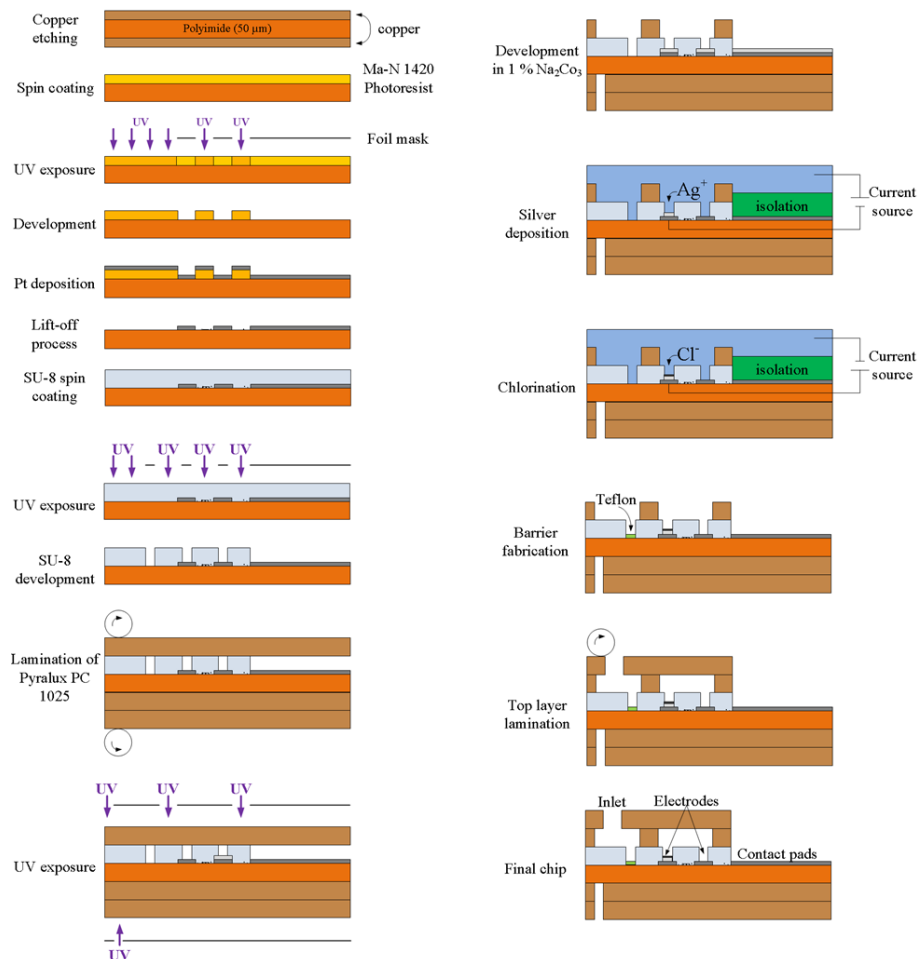 Copper
etching
Polyimide (50 μm)
copper
Spin coating
Ma-N 1420
Photoresist
UV
UV
UV
Foil mask
UV exposure
Development
Pt deposition
Lift-off
process
SU-8 spin
coating
UV
UV
UV
UV
UV exposure
SU-8
development
Lamination of
Pyralux PC
1025
UV
UV
UV
UV exposure
UV
Development
in 1 % Na₂Co₃
Ag⁺
isolation
Current
source
Silver
deposition
Cl⁻
isolation
Current
source
Chlorination
Teflon
Barrier
fabrication
Top layer
lamination
Inlet
Electrodes
Contact pads
Final chip